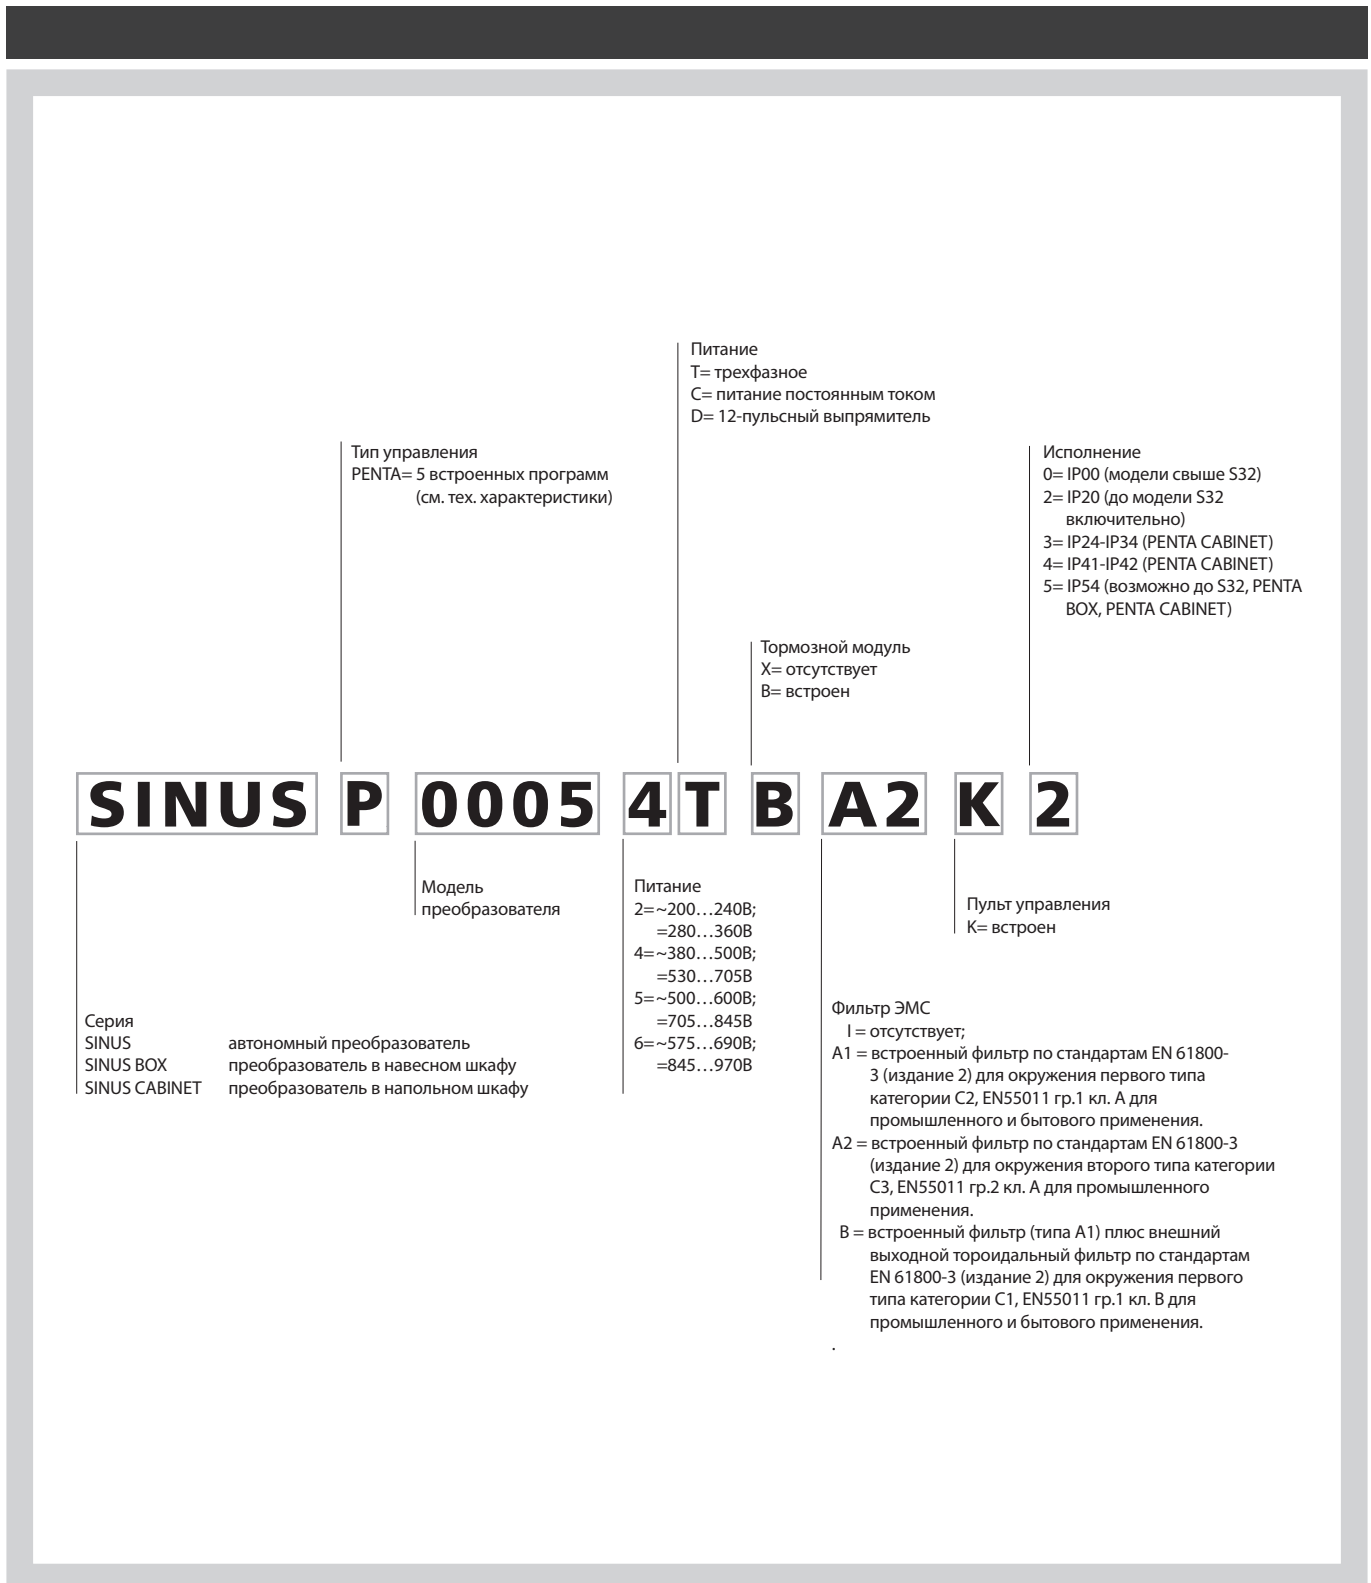 Питание
T= трехфазное
C= питание постоянным током
D= 12-пульсный выпрямитель
Тип управления
PENTA= 5 встроенных программ
(см. тех. характеристики)
Исполнение
0= IP00 (модели свыше S32)
2= IP20 (до модели S32
включительно)
3= IP24-IP34 (PENTA CABINET)
4= IP41-IP42 (PENTA CABINET)
5= IP54 (возможно до S32, PENTA
BOX, PENTA CABINET)
Тормозной модуль
X= отсутствует
B= встроен
SINUS P 0005 4 T B A2 K 2
Модель
преобразователя
Питание
2=~200…240В;
=280…360В
4=~380…500В;
=530…705В
5=~500…600В;
=705…845В
6=~575…690В;
=845…970В
Пульт управления
K= встроен
Серия
SINUS автономный преобразователь
SINUS BOX преобразователь в навесном шкафу
SINUS CABINET преобразователь в напольном шкафу
Фильтр ЭМС
I = отсутствует;
A1 = встроенный фильтр по стандартам EN 61800-
3 (издание 2) для окружения первого типа
категории C2, EN55011 гр.1 кл. A для
промышленного и бытового применения.
A2 = встроенный фильтр по стандартам EN 61800-3
(издание 2) для окружения второго типа категории
C3, EN55011 гр.2 кл. A для промышленного
применения.
B = встроенный фильтр (типа A1) плюс внешний
выходной тороидальный фильтр по стандартам
EN 61800-3 (издание 2) для окружения первого
типа категории C1, EN55011 гр.1 кл. B для
промышленного и бытового применения.
.